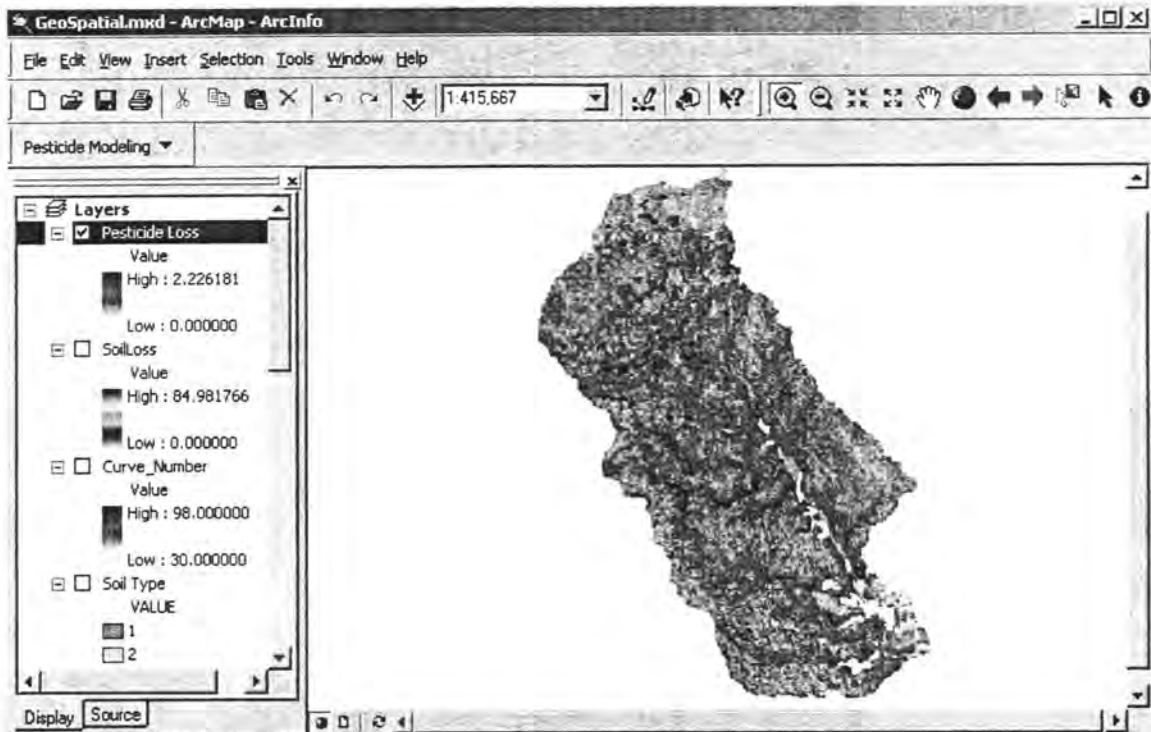 GeoSpatial.mxd - ArcMap - ArcInfo
File Edit View Insert Selection Tools Window Help
1:415,667
Pesticide Modeling
Layers
Pesticide Loss
Value
High : 2.226181
Low : 0.000000
SoilLoss
Value
High : 84.981766
Low : 0.000000
Curve_Number
Value
High : 98.000000
Low : 30.000000
Soil Type
VALUE
1
2
Display Source